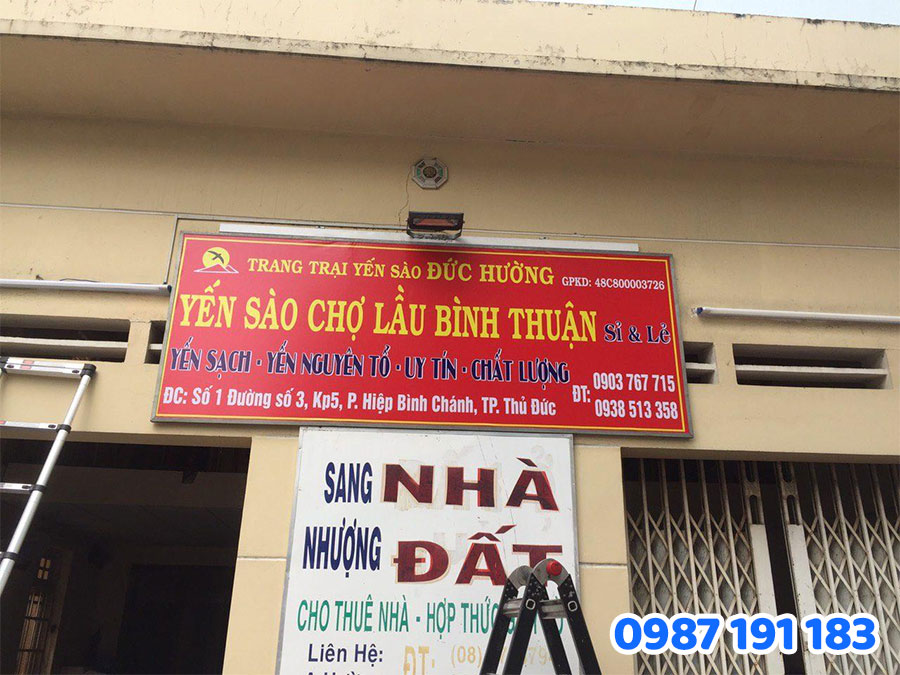 TRANG TRẠI YẾN SÀO ĐỨC HƯỜNG GPKD: 48C800003726
YẾN SÀO CHỢ LẦU BÌNH THUẬN Sỉ & Lẻ
YẾN SẠCH - YẾN NGUYÊN TỔ - UY TÍN - CHẤT LƯỢNG
ĐC: Số 1 Đường số 3, Kp5, P. Hiệp Bình Chánh, TP. Thủ Đức
ĐT: 0903 767 715
0938 513 358
SANG NHƯỢNG
NHÀ ĐẤT
CHO THUÊ NHÀ - HỢP THỨC
Liên Hệ: ĐT: (08)
0987 191 183